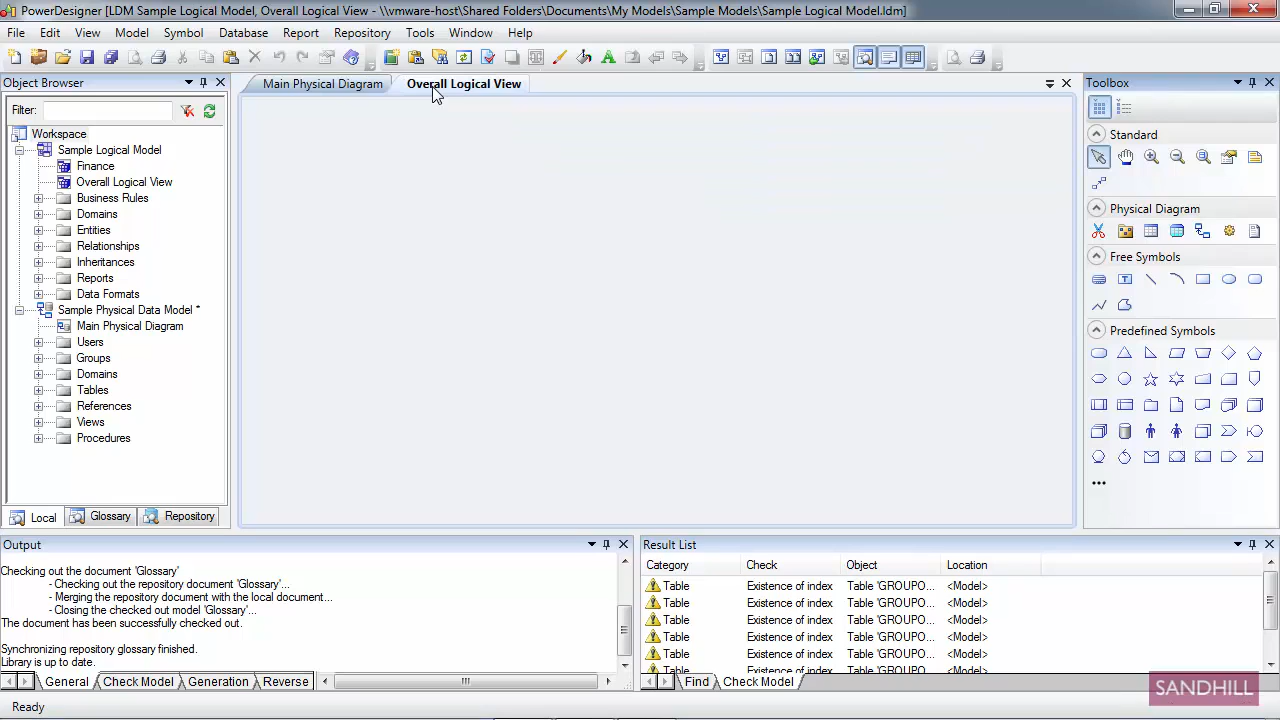 PowerDesigner [LDM Sample Logical Model, Overall Logical View - \\vmware-host\Shared Folders\Documents\My Models\Sample Models\Sample Logical Model.ldm]
File Edit View Model Symbol Database Report Repository Tools Window Help
Object Browser
Main Physical Diagram
Overall Logical View
Toolbox
Filter:
Workspace
Sample Logical Model
Finance
Overall Logical View
Business Rules
Domains
Entities
Relationships
Inheritances
Reports
Data Formats
Sample Physical Data Model *
Main Physical Diagram
Users
Groups
Domains
Tables
References
Views
Procedures
Local Glossary Repository
Standard
Physical Diagram
Free Symbols
Predefined Symbols
Output
Checking out the document 'Glossary'
- Checking out the repository document 'Glossary'...
- Merging the repository document with the local document...
- Closing the checked out model 'Glossary'...
The document has been successfully checked out.
Synchronizing repository glossary finished.
Library is up to date.
General Check Model Generation Reverse
Result List
Category Check Object Location
Table Existence of index Table 'GROUPO... <Model>
Table Existence of index Table 'GROUPO... <Model>
Table Existence of index Table 'GROUPO... <Model>
Table Existence of index Table 'GROUPO... <Model>
Table Existence of index Table 'GROUPO... <Model>
Table Existence of index Table 'GROUPO... <Model>
Find Check Model
SANDHILL
Ready